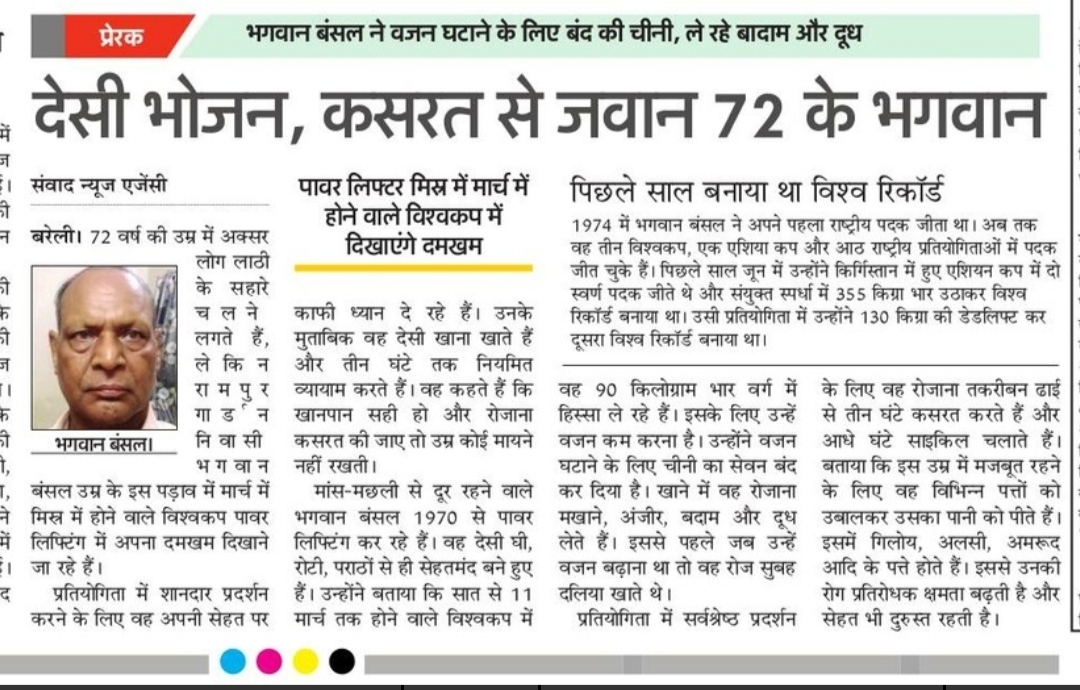 प्रेरक
भगवान बंसल ने वजन घटाने के लिए बंद की चीनी, ले रहे बादाम और दूध
देसी भोजन, कसरत से जवान 72 के भगवान
संवाद न्यूज एजेंसी
बरेली। 72 वर्ष की उम्र में अक्सर
लोग लाठी
के सहारे
चलने
लगते हैं,
लेकिन
रामपुर
गार्डन
निवासी
भगवान
भगवान बंसल।
बंसल उम्र के इस पड़ाव में मार्च में
मिस्र में होने वाले विश्वकप पावर
लिफ्टिंग में अपना दमखम दिखाने
जा रहे हैं।
प्रतियोगिता में शानदार प्रदर्शन
करने के लिए वह अपनी सेहत पर
पावर लिफ्टर मिस्र में मार्च में
होने वाले विश्वकप में
दिखाएंगे दमखम
काफी ध्यान दे रहे हैं। उनके
मुताबिक वह देसी खाना खाते हैं
और तीन घंटे तक नियमित
व्यायाम करते हैं। वह कहते हैं कि
खानपान सही हो और रोजाना
कसरत की जाए तो उम्र कोई मायने
नहीं रखती।
मांस-मछली से दूर रहने वाले
भगवान बंसल 1970 से पावर
लिफ्टिंग कर रहे हैं। वह देसी घी,
रोटी, पराठों से ही सेहतमंद बने हुए
हैं। उन्होंने बताया कि सात से 11
मार्च तक होने वाले विश्वकप में
पिछले साल बनाया था विश्व रिकॉर्ड
1974 में भगवान बंसल ने अपने पहला राष्ट्रीय पदक जीता था। अब तक
वह तीन विश्वकप, एक एशिया कप और आठ राष्ट्रीय प्रतियोगिताओं में पदक
जीत चुके हैं। पिछले साल जून में उन्होंने किर्गिस्तान में हुए एशियन कप में दो
स्वर्ण पदक जीते थे और संयुक्त स्पर्धा में 355 किग्रा भार उठाकर विश्व
रिकॉर्ड बनाया था। उसी प्रतियोगिता में उन्होंने 130 किग्रा की डेडलिफ्ट कर
दूसरा विश्व रिकॉर्ड बनाया था।
वह 90 किलोग्राम भार वर्ग में
हिस्सा ले रहे हैं। इसके लिए उन्हें
वजन कम करना है। उन्होंने वजन
घटाने के लिए चीनी का सेवन बंद
कर दिया है। खाने में वह रोजाना
मखाने, अंजीर, बदाम और दूध
लेते हैं। इससे पहले जब उन्हें
वजन बढ़ाना था तो वह रोज सुबह
दलिया खाते थे।
प्रतियोगिता में सर्वश्रेष्ठ प्रदर्शन
के लिए वह रोजाना तकरीबन ढाई
से तीन घंटे कसरत करते हैं और
आधे घंटे साइकिल चलाते हैं।
बताया कि इस उम्र में मजबूत रहने
के लिए वह विभिन्न पत्तों को
उबालकर उसका पानी को पीते हैं।
इसमें गिलोय, अलसी, अमरूद
आदि के पत्ते होते हैं। इससे उनकी
रोग प्रतिरोधक क्षमता बढ़ती है और
सेहत भी दुरुस्त रहती है।